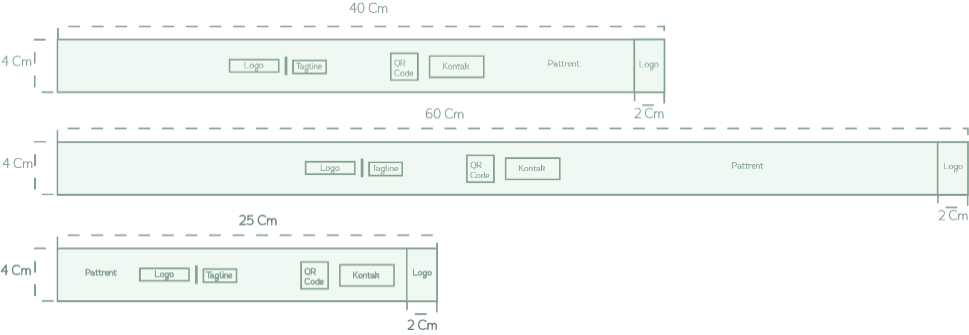 40 Cm
4 Cm
Logo
Tagline
QR
Code
Kontak
Pattrent
Logo
2 Cm
60 Cm
4 Cm
Logo
Tagline
QR
Code
Kontak
Pattrent
Logo
2 Cm
25 Cm
4 Cm
Pattrent
Logo
Tagline
QR
Code
Kontak
Logo
2 Cm